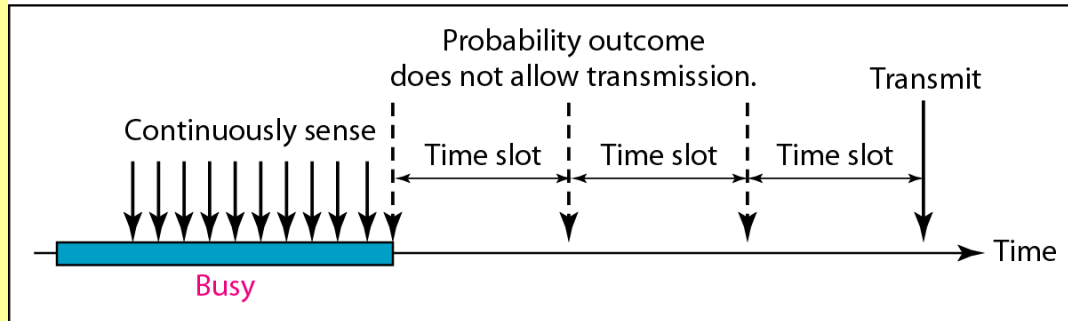 Probability outcome
does not allow transmission.
Transmit
Continuously sense
Time slot
Time slot
Time slot
Time
Busy